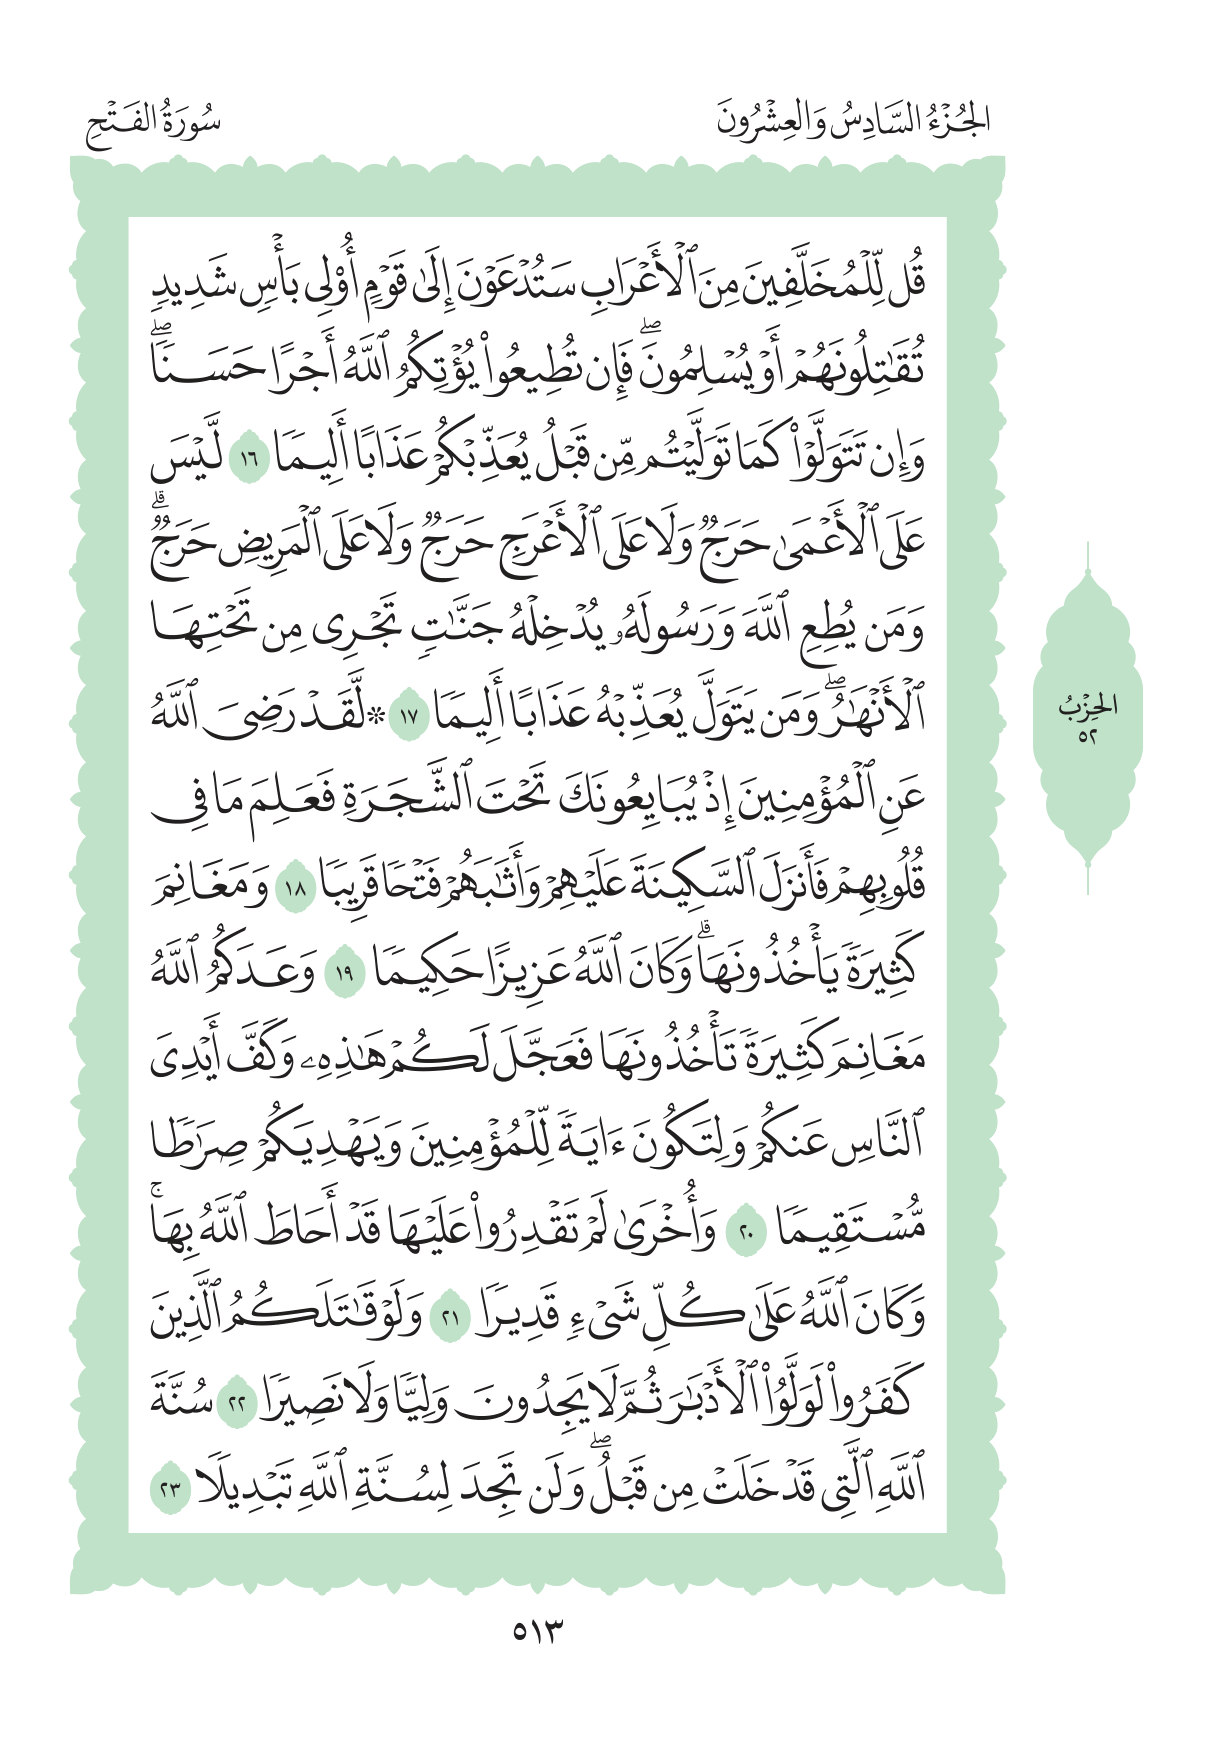 الجُزْءُ السَّادِسُ وَالعِشْرُونَ
سُورَةُ الفَتْحِ
قُل لِّلْمُخَلَّفِينَ مِنَ ٱلْأَعْرَابِ سَتُدْعَوْنَ إِلَىٰ قَوْمٍ أُوْلِى بَأْسٍ شَدِيدٍ
تُقَٰتِلُونَهُمْ أَوْ يُسْلِمُونَۖ فَإِن تُطِيعُوا۟ يُؤْتِكُمُ ٱللَّهُ أَجْرًا حَسَنًاۖ
وَإِن تَتَوَلَّوْا۟ كَمَا تَوَلَّيْتُم مِّن قَبْلُ يُعَذِّبْكُمْ عَذَابًا أَلِيمًا ١٦ لَّيْسَ
عَلَى ٱلْأَعْمَىٰ حَرَجٌ وَلَا عَلَى ٱلْأَعْرَجِ حَرَجٌ وَلَا عَلَى ٱلْمَرِيضِ حَرَجٌۗ
وَمَن يُطِعِ ٱللَّهَ وَرَسُولَهُۥ يُدْخِلْهُ جَنَّٰتٍ تَجْرِى مِن تَحْتِهَا
ٱلْأَنْهَٰرُۖ وَمَن يَتَوَلَّ يُعَذِّبْهُ عَذَابًا أَلِيمًا ١٧ ۞ لَّقَدْ رَضِىَ ٱللَّهُ
عَنِ ٱلْمُؤْمِنِينَ إِذْ يُبَايِعُونَكَ تَحْتَ ٱلشَّجَرَةِ فَعَلِمَ مَا فِى
قُلُوبِهِمْ فَأَنزَلَ ٱلسَّكِينَةَ عَلَيْهِمْ وَأَثَٰبَهُمْ فَتْحًا قَرِيبًا ١٨ وَمَغَانِمَ
كَثِيرَةً يَأْخُذُونَهَاۗ وَكَانَ ٱللَّهُ عَزِيزًا حَكِيمًا ١٩ وَعَدَكُمُ ٱللَّهُ
مَغَانِمَ كَثِيرَةً تَأْخُذُونَهَا فَعَجَّلَ لَكُمْ هَٰذِهِۦ وَكَفَّ أَيْدِىَ
ٱلنَّاسِ عَنكُمْ وَلِتَكُونَ ءَايَةً لِّلْمُؤْمِنِينَ وَيَهْدِيَكُمْ صِرَٰطًا
مُّسْتَقِيمًا ٢٠ وَأُخْرَىٰ لَمْ تَقْدِرُوا۟ عَلَيْهَا قَدْ أَحَاطَ ٱللَّهُ بِهَاۚ
وَكَانَ ٱللَّهُ عَلَىٰ كُلِّ شَىْءٍ قَدِيرًا ٢١ وَلَوْ قَٰتَلَكُمُ ٱلَّذِينَ
كَفَرُوا۟ لَوَلَّوُا۟ ٱلْأَدْبَٰرَ ثُمَّ لَا يَجِدُونَ وَلِيًّا وَلَا نَصِيرًا ٢٢ سُنَّةَ
ٱللَّهِ ٱلَّتِى قَدْ خَلَتْ مِن قَبْلُۖ وَلَن تَجِدَ لِسُنَّةِ ٱللَّهِ تَبْدِيلًا ٢٣
الحِزْبُ
٥٢
٥١٣